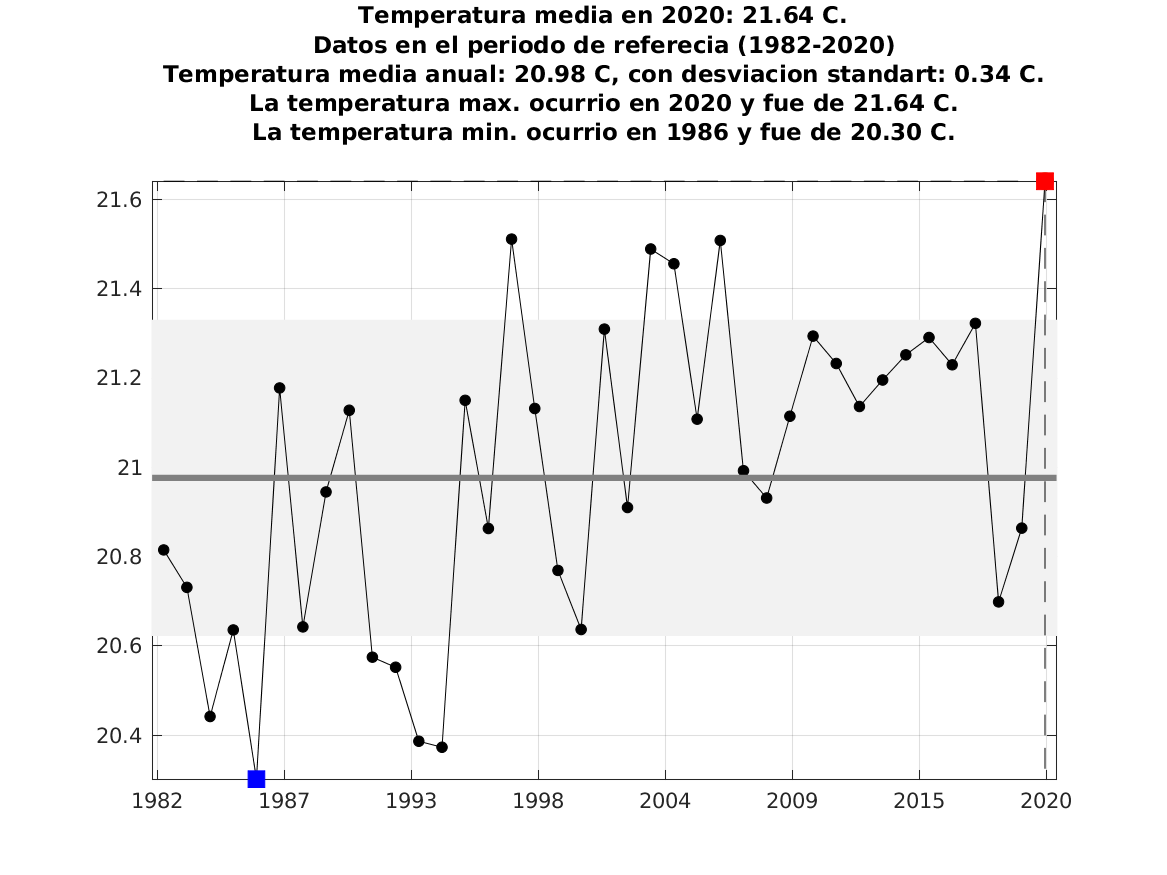 Temperatura media en 2020: 21.64 C.
Datos en el periodo de referecia (1982-2020)
Temperatura media anual: 20.98 C, con desviacion standart: 0.34 C.
La temperatura max. ocurrio en 2020 y fue de 21.64 C.
La temperatura min. ocurrio en 1986 y fue de 20.30 C.
21.6
21.4
21.2
21
20.8
20.6
20.4
1982 1987 1993 1998 2004 2009 2015 2020